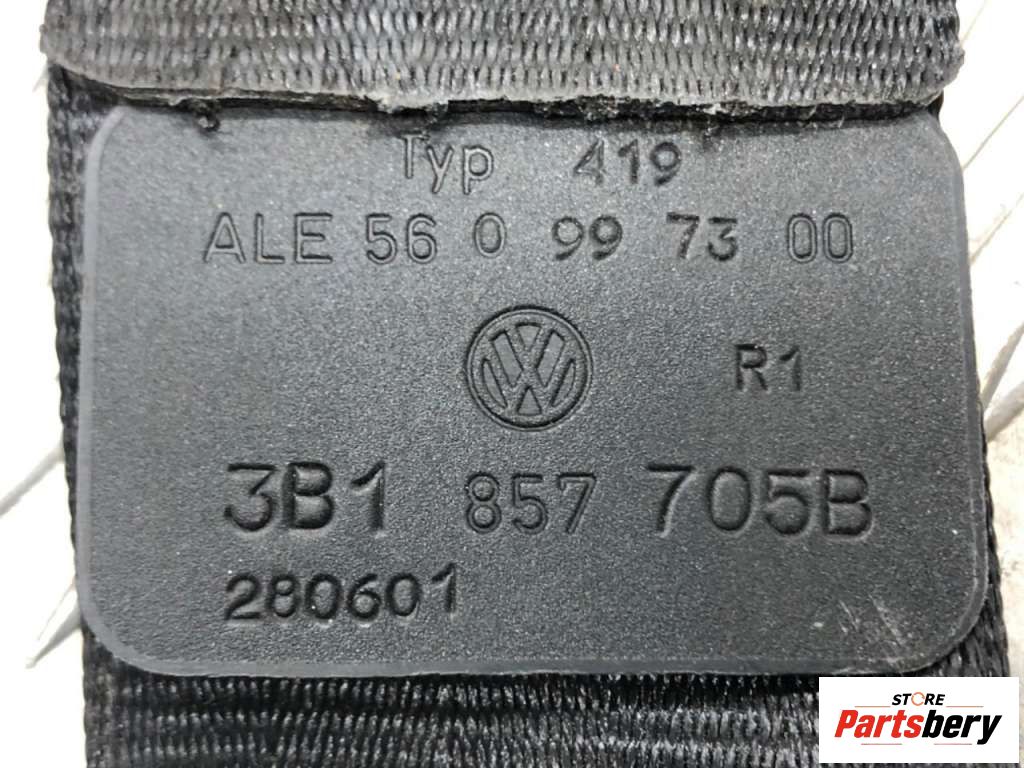 Typ 419
ALE 56 0 99 73 00
R1
3B1 857 705B
280601
STORE
Partsbery